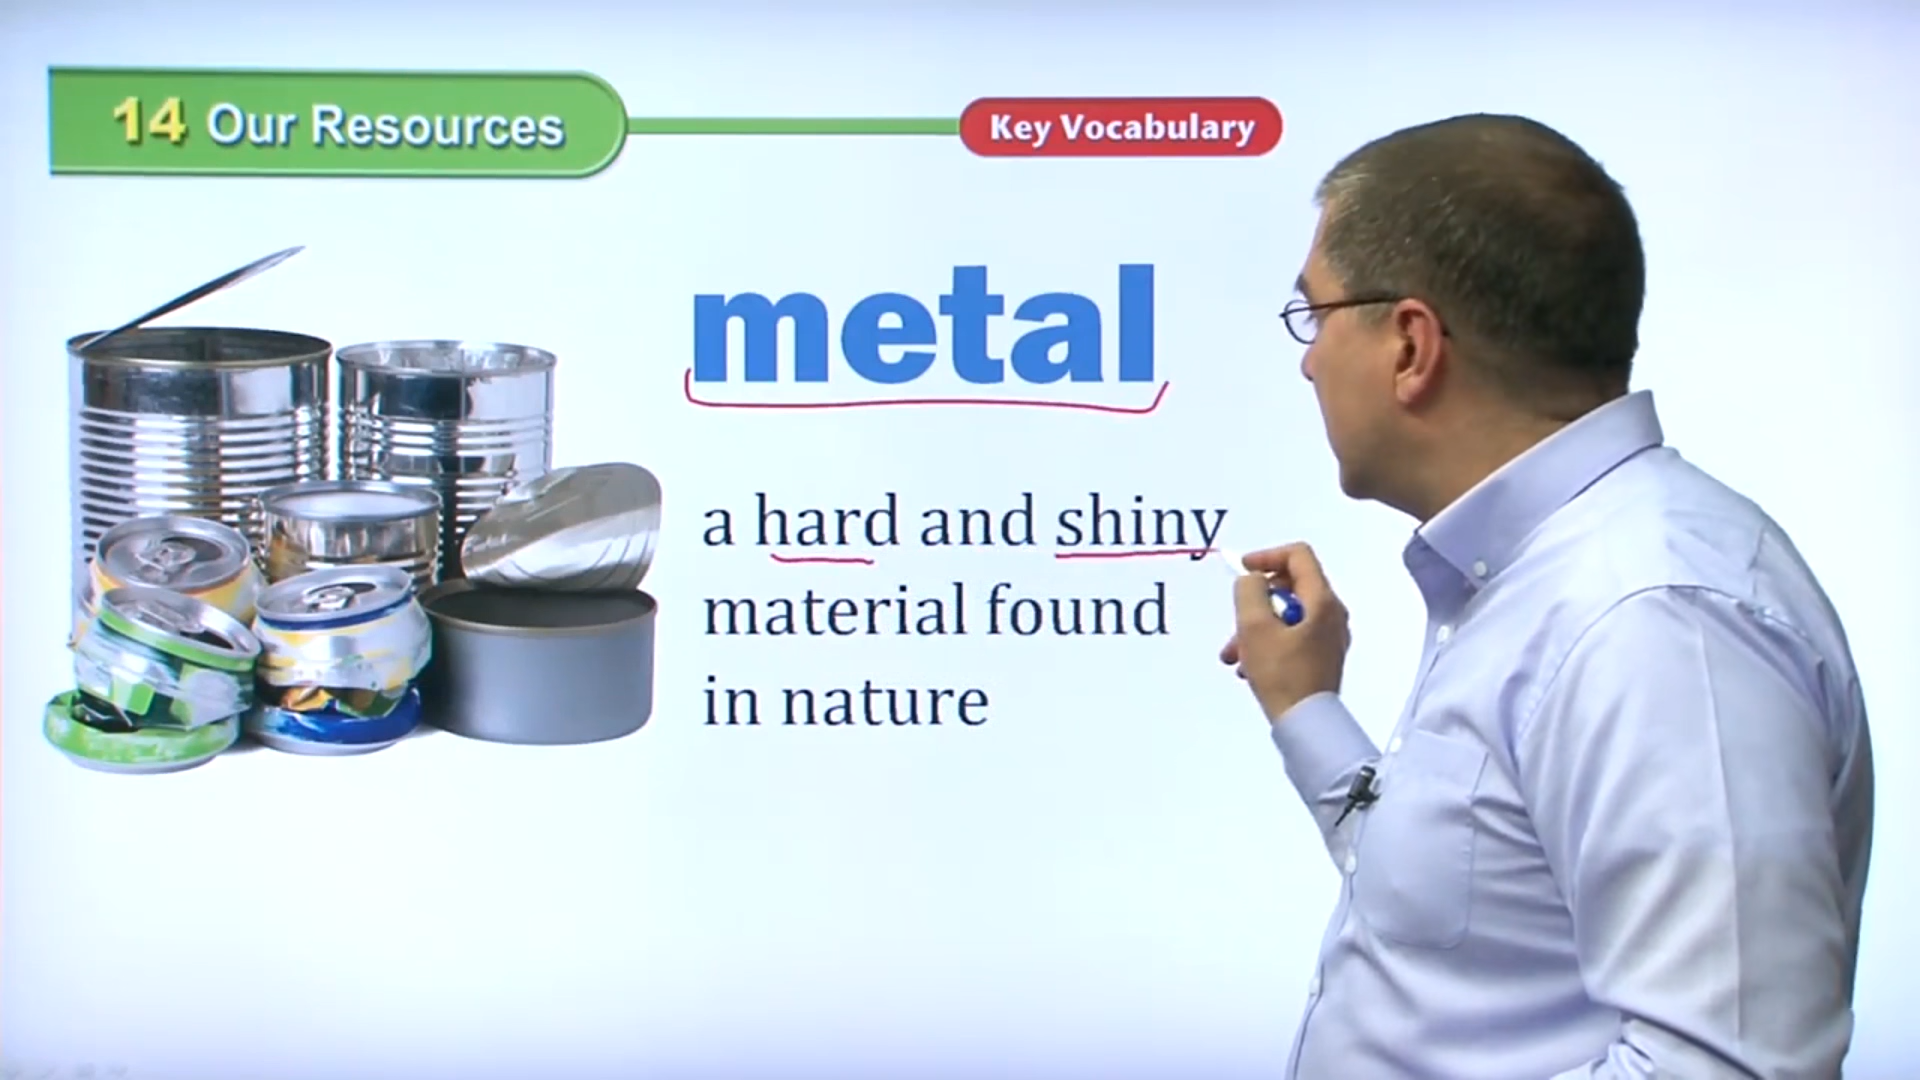 14 Our Resources
Key Vocabulary
metal
a hard and shiny
material found
in nature